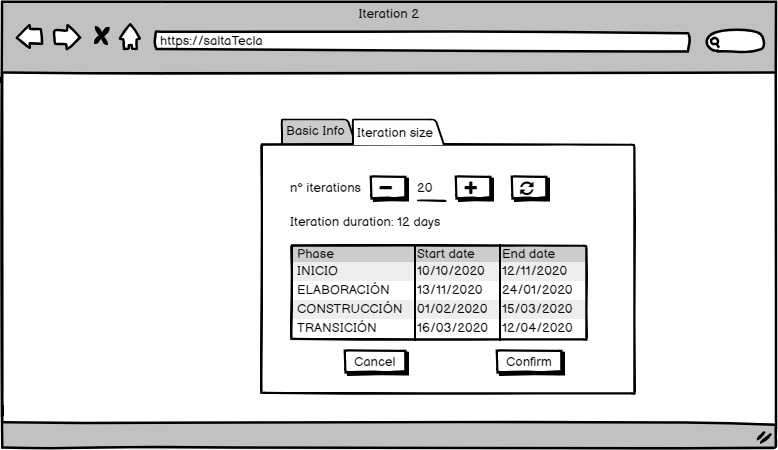 Iteration 2
https://saltaTecla
Basic Info Iteration size
n° iterations 20
Iteration duration: 12 days
Phase Start date End date
INICIO 10/10/2020 12/11/2020
ELABORACIÓN 13/11/2020 24/01/2020
CONSTRUCCIÓN 01/02/2020 15/03/2020
TRANSICIÓN 16/03/2020 12/04/2020
Cancel Confirm